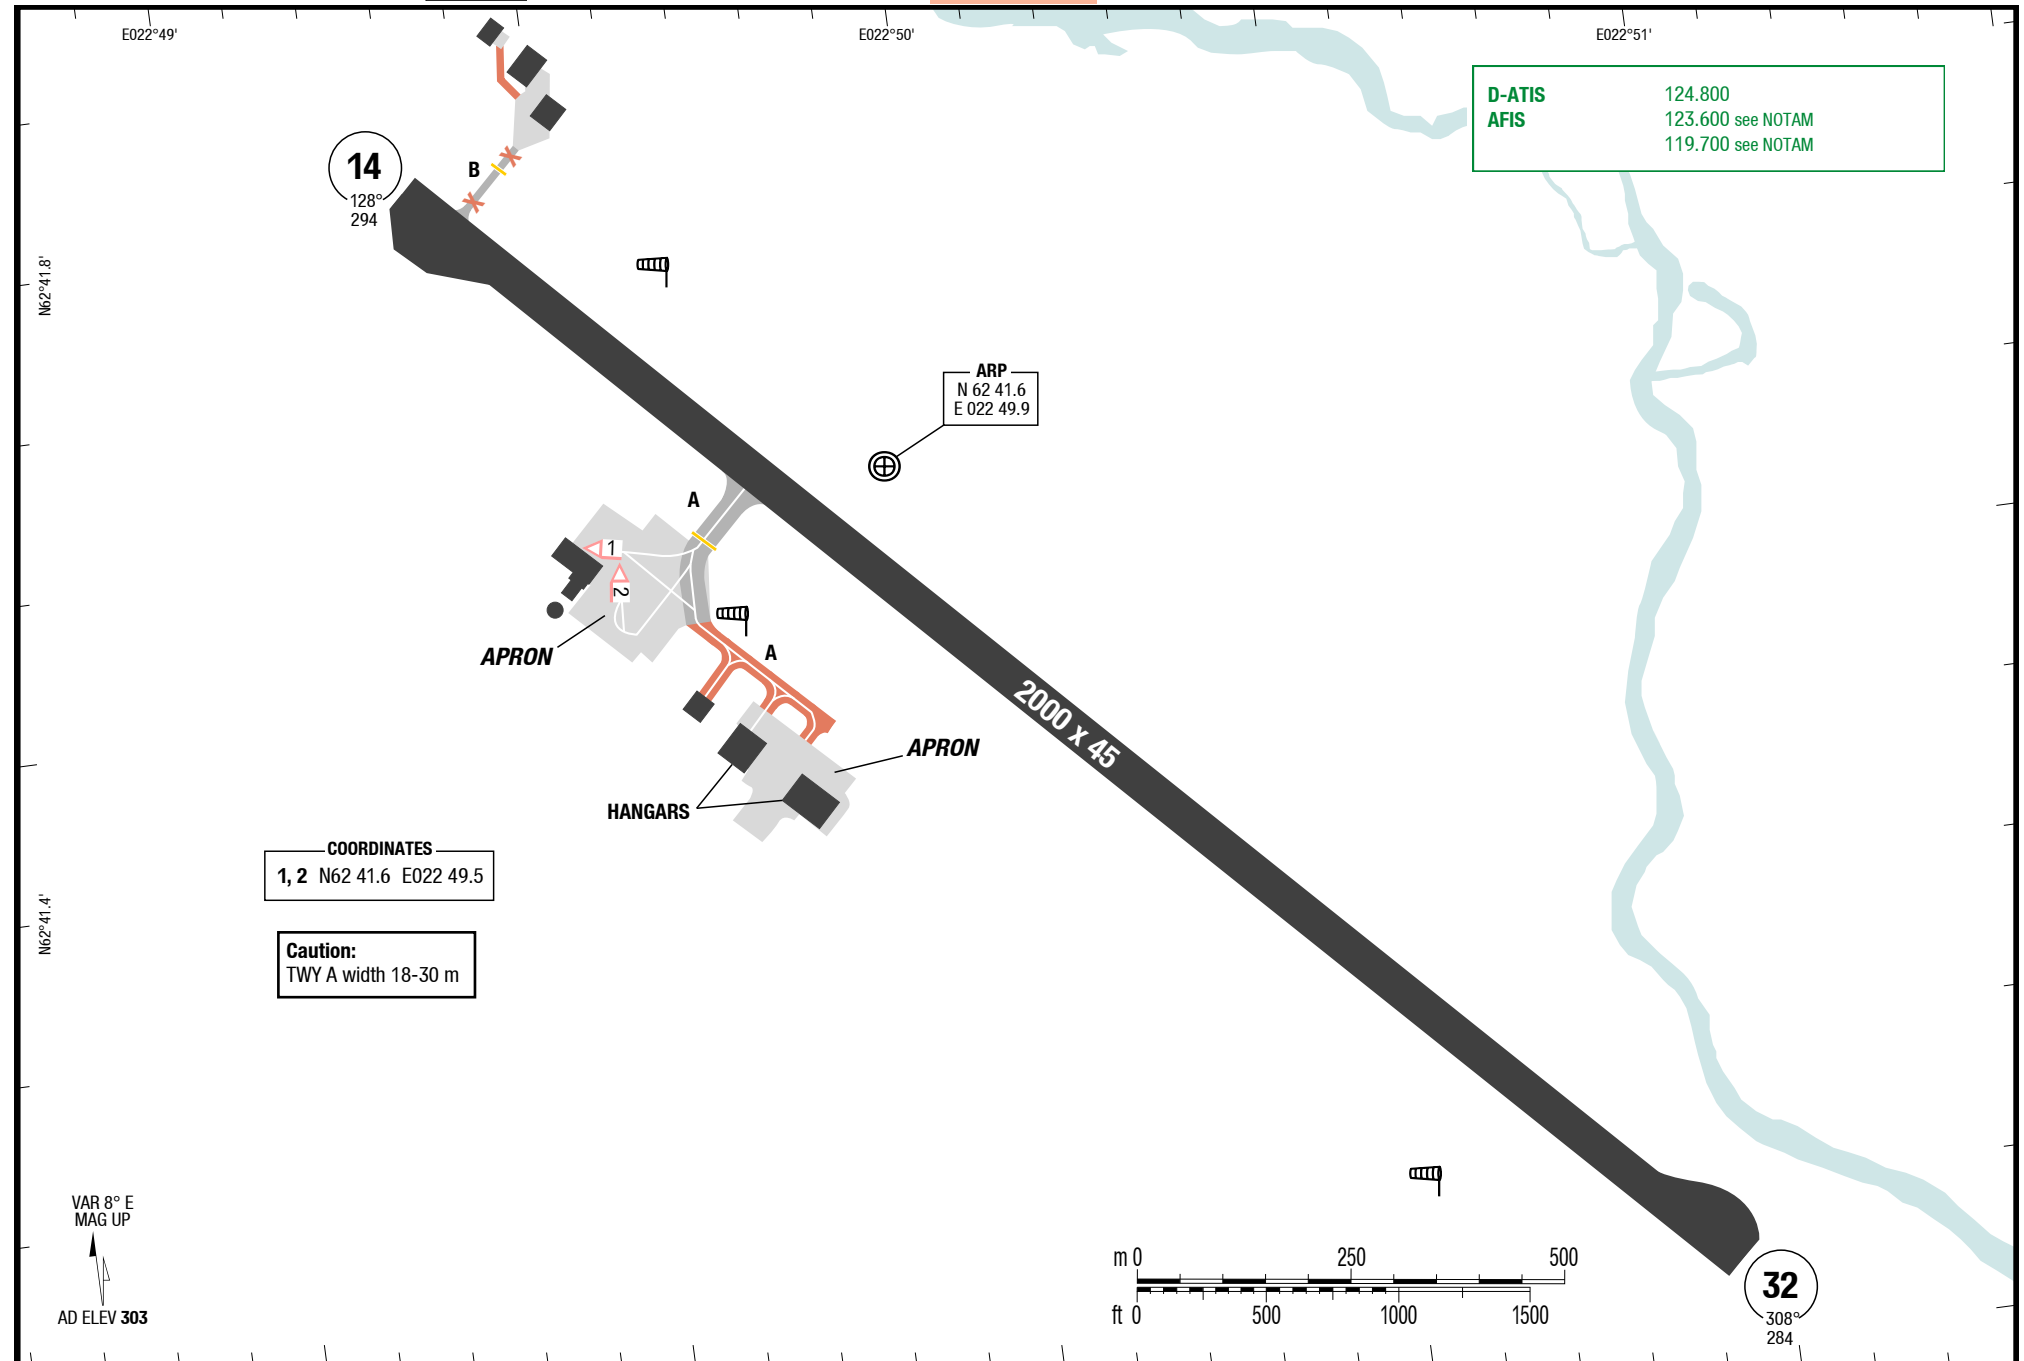 E022°49'
E022°50'
E022°51'
D-ATIS 124.800
AFIS 123.600 see NOTAM
119.700 see NOTAM
14
128°
294
B
N62°41.8'
ARP
N 62 41.6
E 022 49.9
A
1
2
APRON
A
2000 x 45
APRON
HANGARS
COORDINATES
1, 2 N62 41.6 E022 49.5
N62°41.4'
Caution:
TWY A width 18-30 m
VAR 8° E
MAG UP
AD ELEV 303
m 0 250 500
ft 0 500 1000 1500
32
308°
284